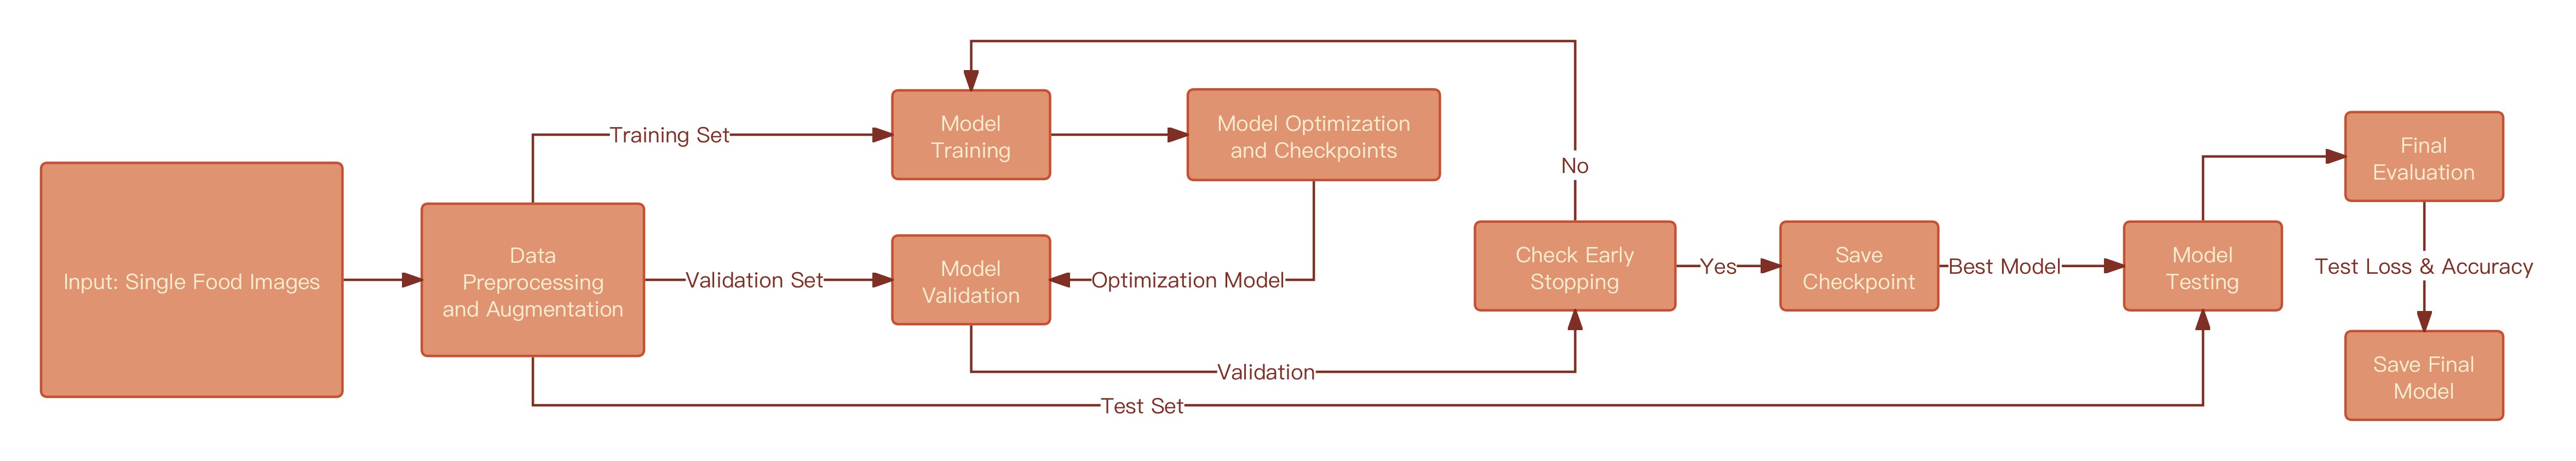 Input: Single Food Images
Data
Preprocessing
and Augmentation
Training Set
Validation Set
Test Set
Model
Training
Model Optimization
and Checkpoints
Optimization Model
Model
Validation
Validation
No
Check Early
Stopping
Yes
Save
Checkpoint
Best Model
Model
Testing
Final
Evaluation
Test Loss & Accuracy
Save Final
Model